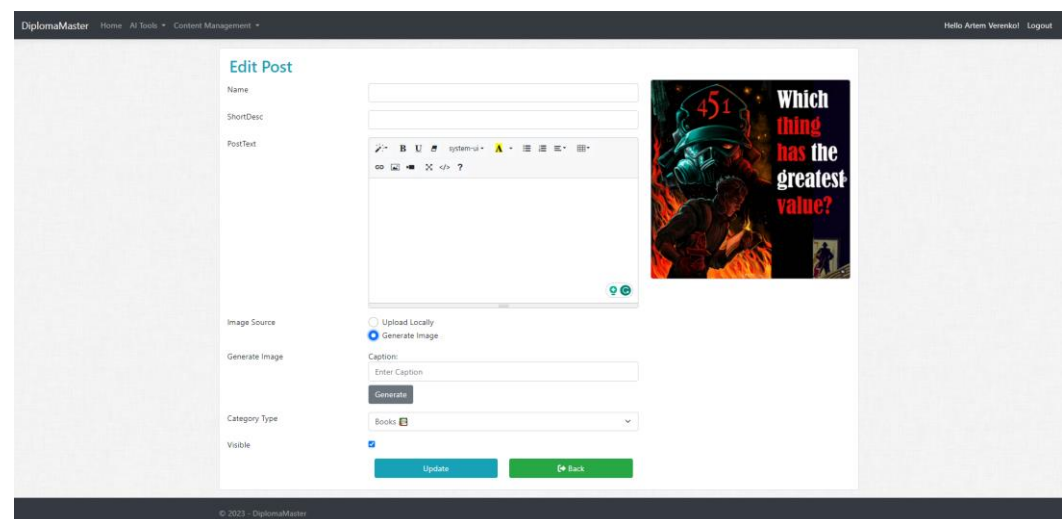 DiplomaMaster Home AI Tools Content Management Hello Artem Verenko! Logout
Edit Post
Name
ShortDesc
PostText
B U system-ui A
</> ?
451
Which
thing
has the
greatest
value?
Image Source
Upload Locally
Generate Image
Generate Image
Caption:
Enter Caption
Generate
Category Type
Books
Visible
Update
Back
© 2023 - DiplomaMaster